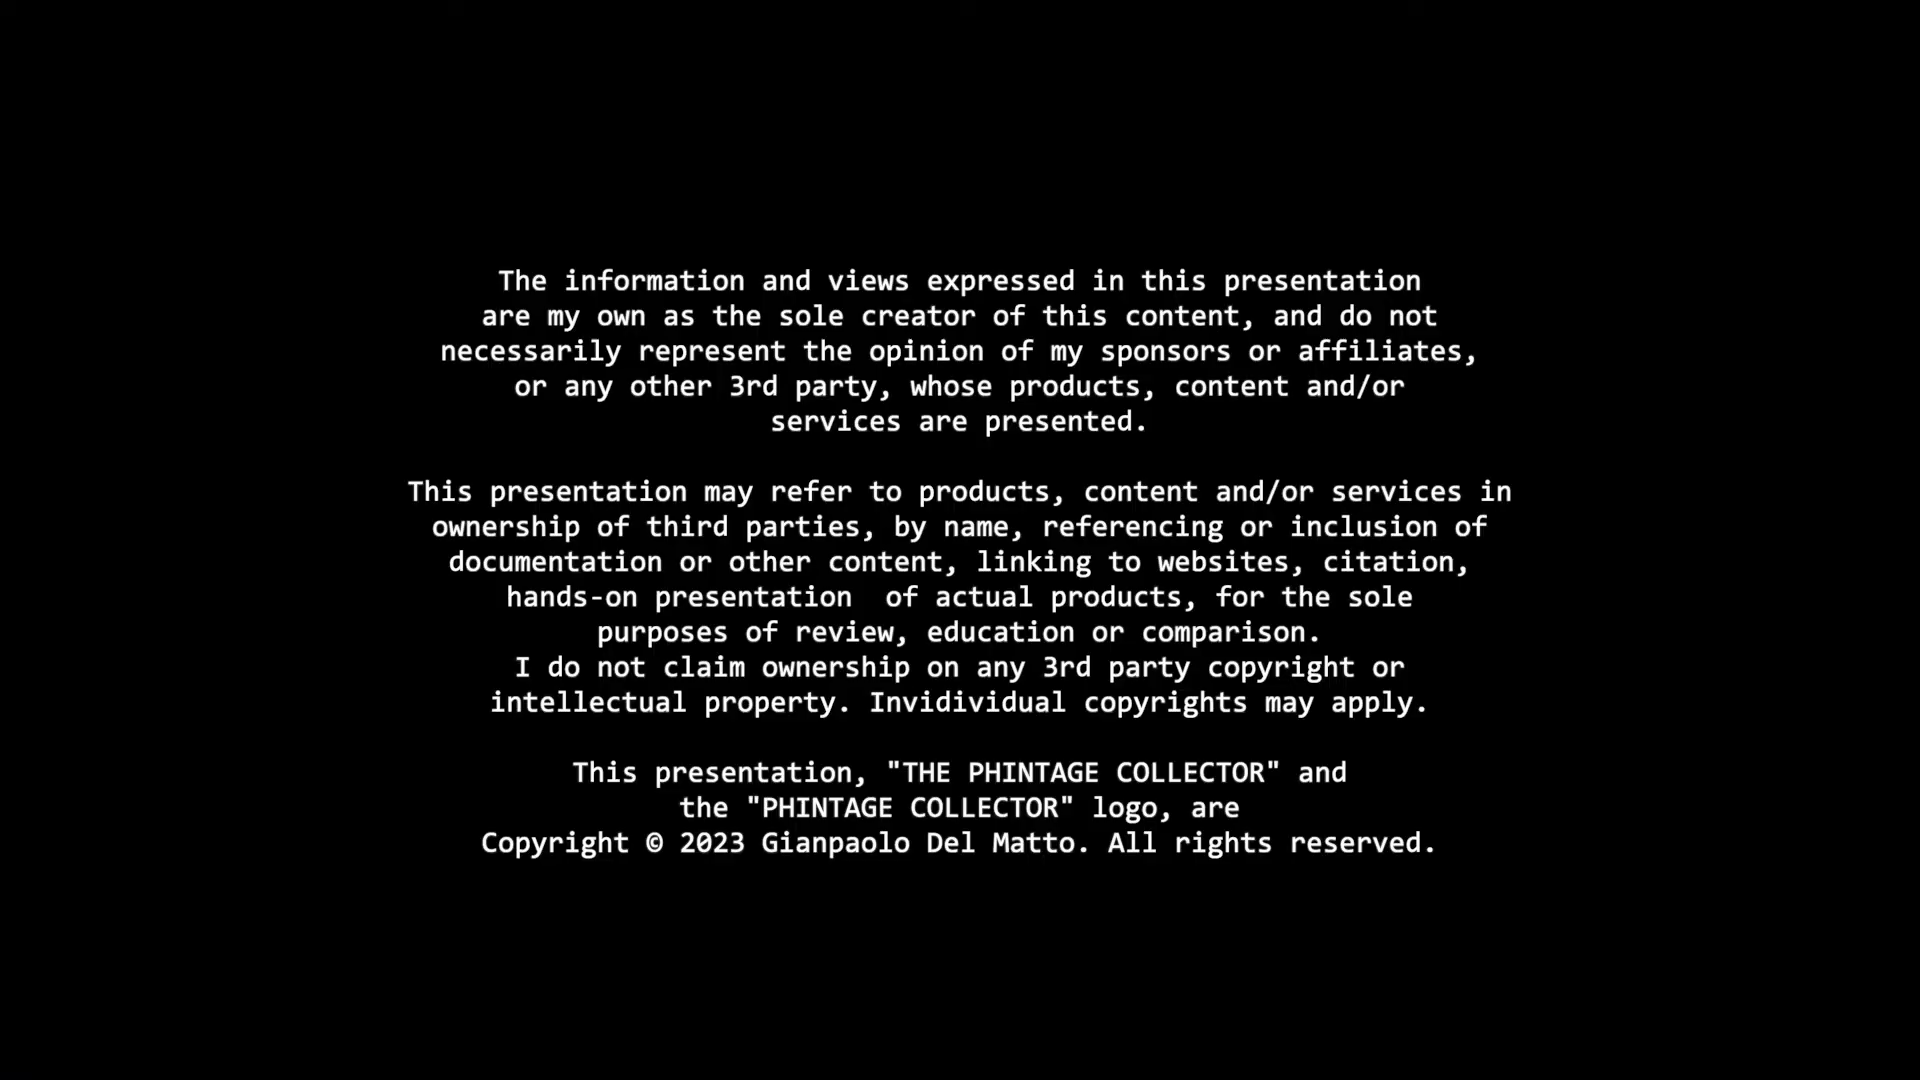 The information and views expressed in this presentation
are my own as the sole creator of this content, and do not
necessarily represent the opinion of my sponsors or affiliates,
or any other 3rd party, whose products, content and/or
services are presented.
This presentation may refer to products, content and/or services in
ownership of third parties, by name, referencing or inclusion of
documentation or other content, linking to websites, citation,
hands-on presentation  of actual products, for the sole
purposes of review, education or comparison.
I do not claim ownership on any 3rd party copyright or
intellectual property. Invidividual copyrights may apply.
This presentation, "THE PHINTAGE COLLECTOR" and
the "PHINTAGE COLLECTOR" logo, are
Copyright © 2023 Gianpaolo Del Matto. All rights reserved.